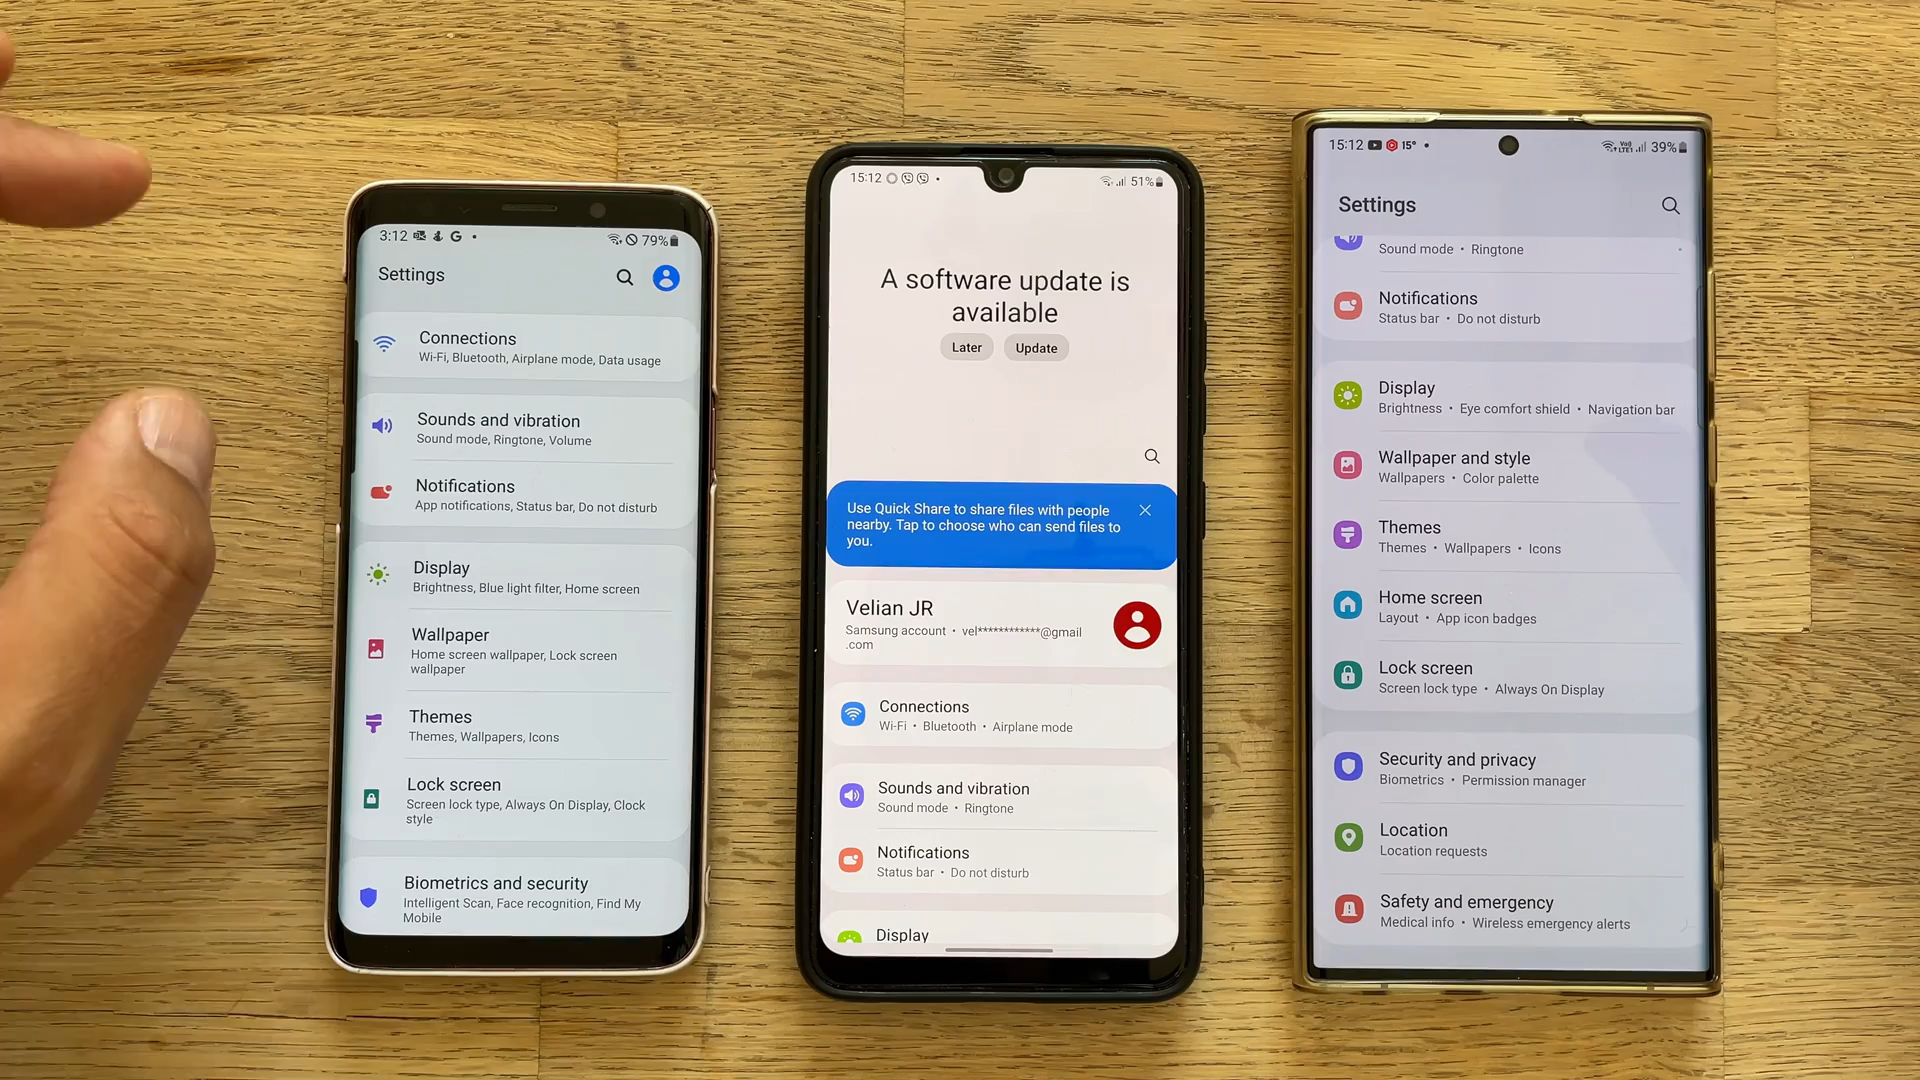 3:12
79%
Settings
Connections
Wi-Fi, Bluetooth, Airplane mode, Data usage
Sounds and vibration
Sound mode, Ringtone, Volume
Notifications
App notifications, Status bar, Do not disturb
Display
Brightness, Blue light filter, Home screen
Wallpaper
Home screen wallpaper, Lock screen
wallpaper
Themes
Themes, Wallpapers, Icons
Lock screen
Screen lock type, Always On Display, Clock
style
Biometrics and security
Intelligent Scan, Face recognition, Find My
Mobile
15:12
51%
A software update is
available
Later
Update
Use Quick Share to share files with people
nearby. Tap to choose who can send files to
you.
Velian JR
Samsung account • vel************@gmail
.com
Connections
Wi-Fi • Bluetooth • Airplane mode
Sounds and vibration
Sound mode • Ringtone
Notifications
Status bar • Do not disturb
Display
15:12 15°
39%
Settings
Sound mode • Ringtone
Notifications
Status bar • Do not disturb
Display
Brightness • Eye comfort shield • Navigation bar
Wallpaper and style
Wallpapers • Color palette
Themes
Themes • Wallpapers • Icons
Home screen
Layout • App icon badges
Lock screen
Screen lock type • Always On Display
Security and privacy
Biometrics • Permission manager
Location
Location requests
Safety and emergency
Medical info • Wireless emergency alerts